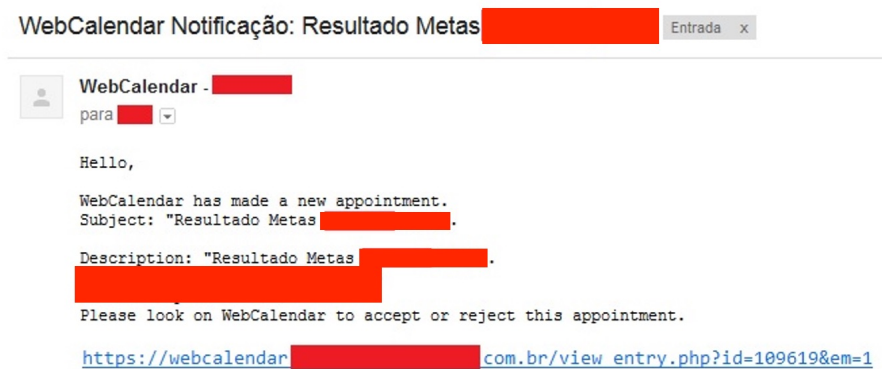 WebCalendar Notificação: Resultado Metas
Entrada x
WebCalendar -
para
Hello,
WebCalendar has made a new appointment.
Subject: "Resultado Metas .
Description: "Resultado Metas .
Please look on WebCalendar to accept or reject this appointment.
https://webcalendar com.br/view_entry.php?id=109619&em=1